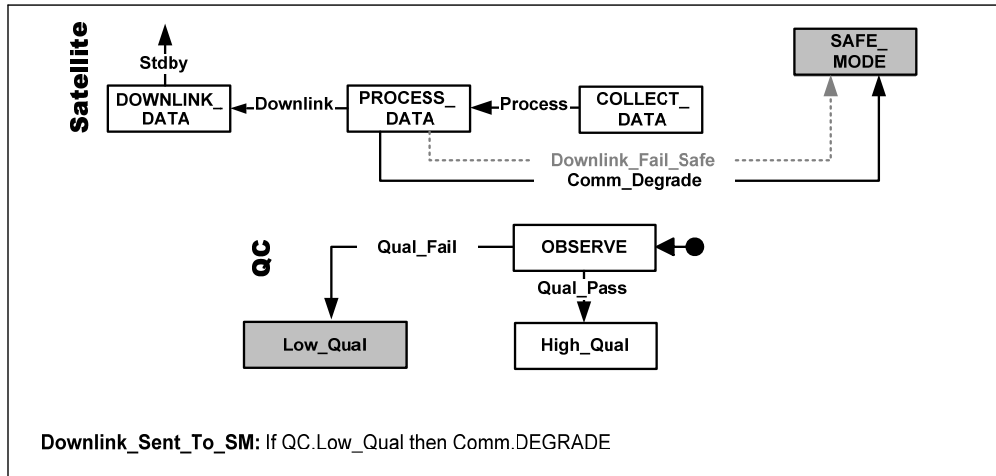 Satellite
Stdby
SAFE_
MODE
DOWNLINK_
DATA
Downlink
PROCESS_
DATA
Process
COLLECT_
DATA
Downlink_Fail_Safe
Comm_Degrade
QC
Qual_Fail
OBSERVE
Qual_Pass
Low_Qual
High_Qual
Downlink_Sent_To_SM: If QC.Low_Qual then Comm.DEGRADE